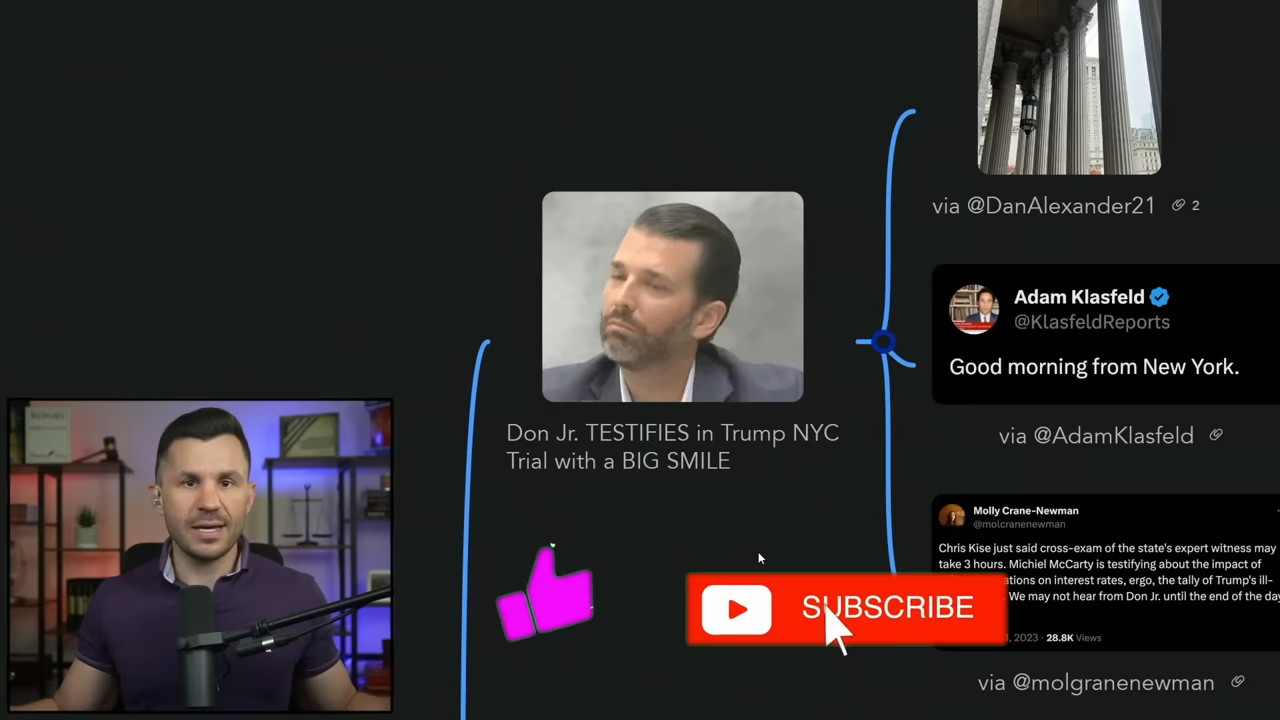 via @DanAlexander21 2
Adam Klasfeld
@KlasfeldReports
Good morning from New York.
via @AdamKlasfeld
Don Jr. TESTIFIES in Trump NYC
Trial with a BIG SMILE
Molly Crane-Newman
@molcranenewman
Chris Kise just said cross-exam of the state's expert witness may
take 3 hours. Michiel McCarty is testifying about the impact of
ations on interest rates, ergo, the tally of Trump's ill-
We may not hear from Don Jr. until the end of the day
, 2023 · 28.8K Views
SUBSCRIBE
via @molgranenewman